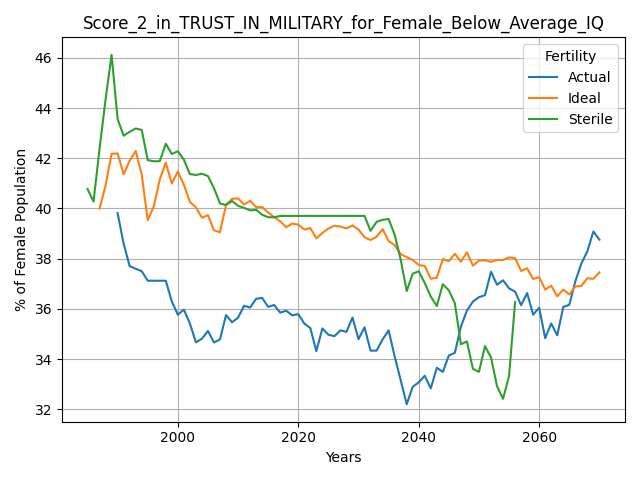 Score_2_in_TRUST_IN_MILITARY_for_Female_Below_Average_IQ
Fertility
Actual
Ideal
Sterile
% of Female Population
46
44
42
40
38
36
34
32
2000
2020
2040
2060
Years